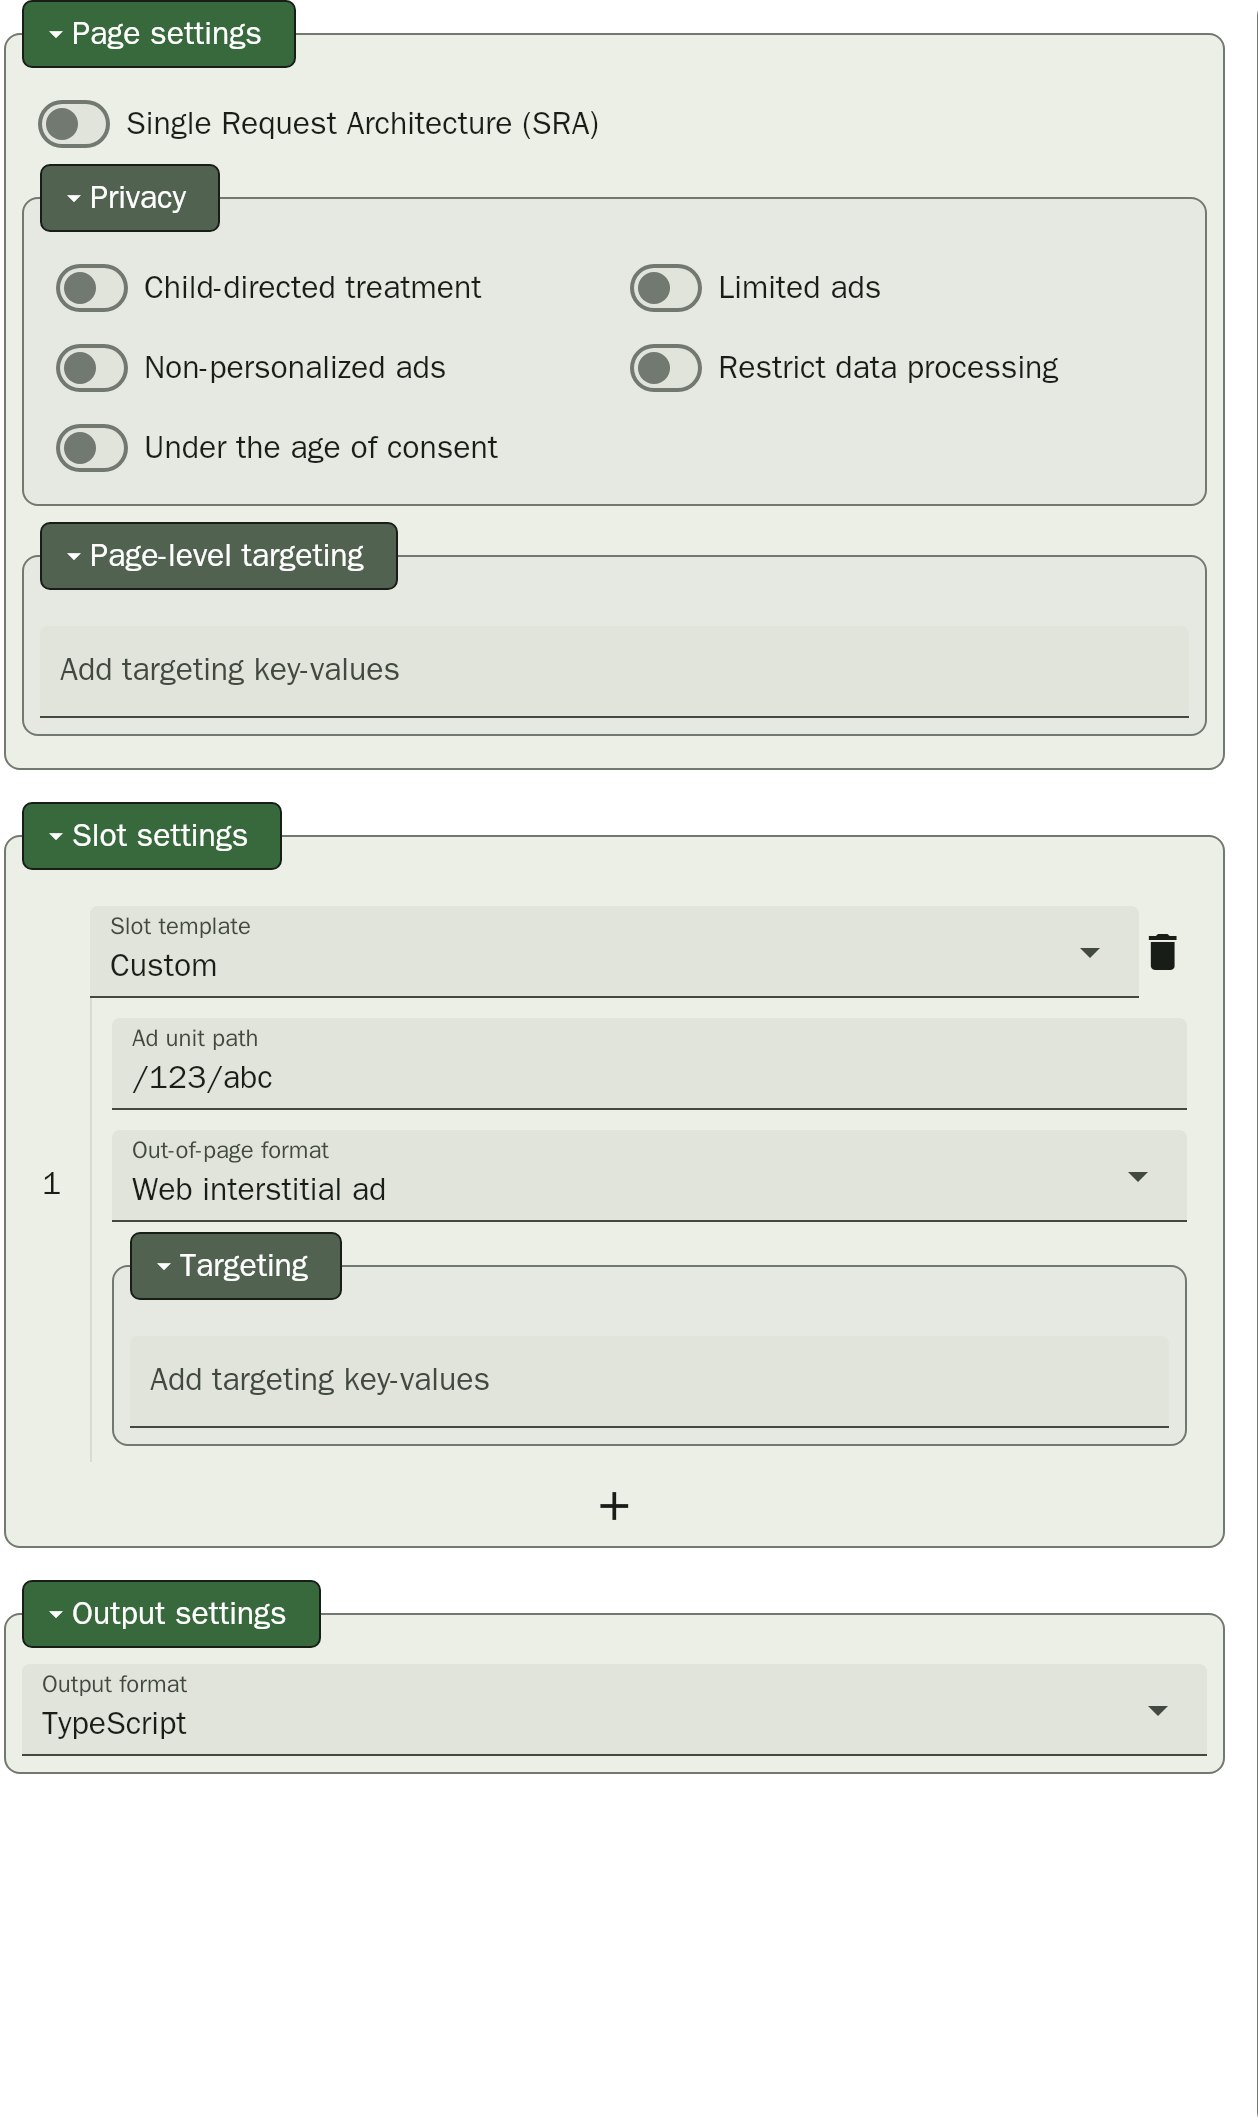 Page settings
Single Request Architecture (SRA)
Privacy
Child-directed treatment
Limited ads
Non-personalized ads
Restrict data processing
Under the age of consent
Page-level targeting
Add targeting key-values
Slot settings
Slot template
Custom
Ad unit path
/123/abc
Out-of-page format
1
Web interstitial ad
Targeting
Add targeting key-values
+
Output settings
Output format
TypeScript